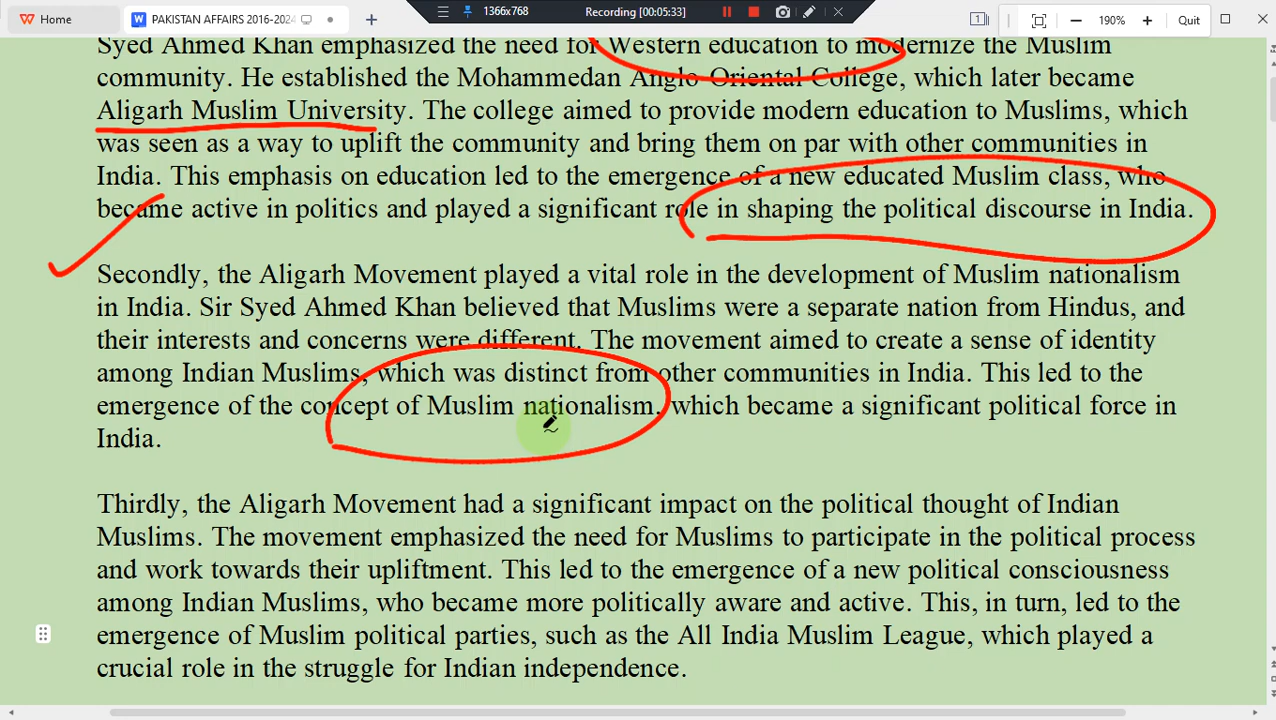 Home
PAKISTAN AFFAIRS 2016-2024
1366x768
Recording [00:05:33]
1
190%
Quit
Syed Ahmed Khan emphasized the need for Western education to modernize the Muslim
community. He established the Mohammedan Anglo-Oriental College, which later became
Aligarh Muslim University. The college aimed to provide modern education to Muslims, which
was seen as a way to uplift the community and bring them on par with other communities in
India. This emphasis on education led to the emergence of a new educated Muslim class, who
became active in politics and played a significant role in shaping the political discourse in India.
Secondly, the Aligarh Movement played a vital role in the development of Muslim nationalism
in India. Sir Syed Ahmed Khan believed that Muslims were a separate nation from Hindus, and
their interests and concerns were different. The movement aimed to create a sense of identity
among Indian Muslims, which was distinct from other communities in India. This led to the
emergence of the concept of Muslim nationalism, which became a significant political force in
India.
Thirdly, the Aligarh Movement had a significant impact on the political thought of Indian
Muslims. The movement emphasized the need for Muslims to participate in the political process
and work towards their upliftment. This led to the emergence of a new political consciousness
among Indian Muslims, who became more politically aware and active. This, in turn, led to the
emergence of Muslim political parties, such as the All India Muslim League, which played a
crucial role in the struggle for Indian independence.